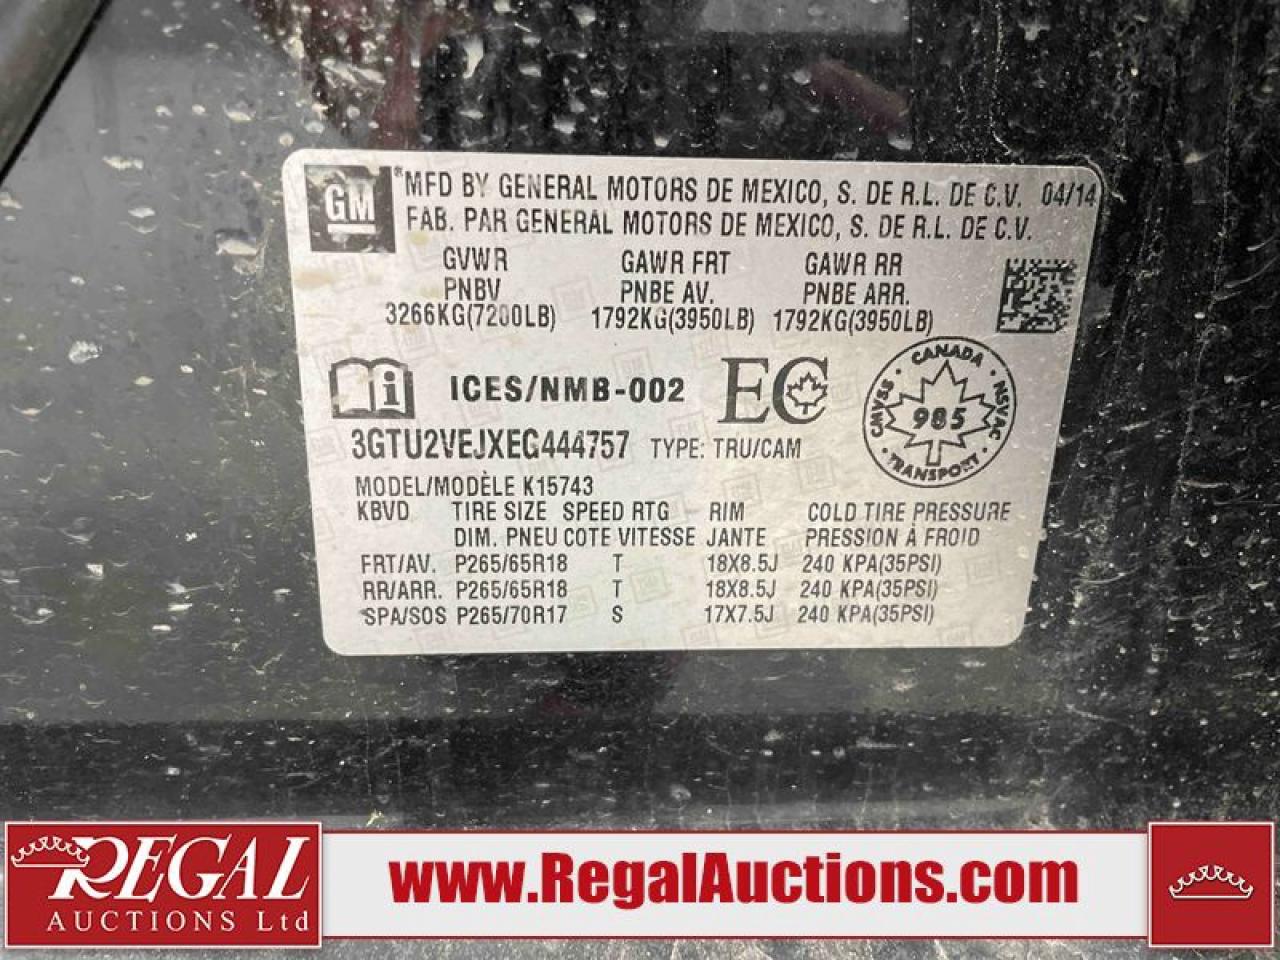 GM
®MFD BY GENERAL MOTORS DE MEXICO, S. DE R.L. DE C.V. 04/14
FAB. PAR GENERAL MOTORS DE MEXICO, S. DE R.L. DE C.V.
GVWR GAWR FRT GAWR RR
PNBV PNBE AV. PNBE ARR.
3266KG(7200LB) 1792KG(3950LB) 1792KG(3950LB)
i ICES/NMB-002 EC
CANADA
CMVSS 985 NSVAC
TRANSPORT
3GTU2VEJXEG444757 TYPE: TRU/CAM
MODEL/MODÈLE K15743
KBVD TIRE SIZE SPEED RTG RIM COLD TIRE PRESSURE
DIM. PNEU COTE VITESSE JANTE PRESSION À FROID
FRT/AV. P265/65R18 T 18X8.5J 240 KPA(35PSI)
RR/ARR. P265/65R18 T 18X8.5J 240 KPA(35PSI)
SPA/SOS P265/70R17 S 17X7.5J 240 KPA(35PSI)
REGAL
AUCTIONS Ltd
www.RegalAuctions.com